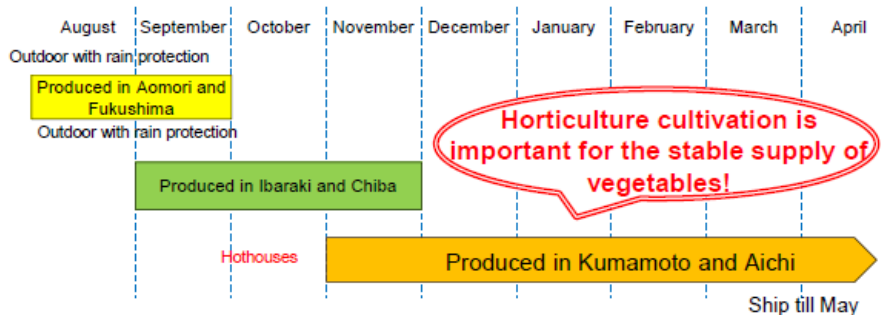 August September October November December January February March April
Outdoor with rain protection
Produced in Aomori and
Fukushima
Outdoor with rain protection
Horticulture cultivation is
important for the stable supply of
vegetables!
Produced in Ibaraki and Chiba
Hothouses
Produced in Kumamoto and Aichi
Ship till May